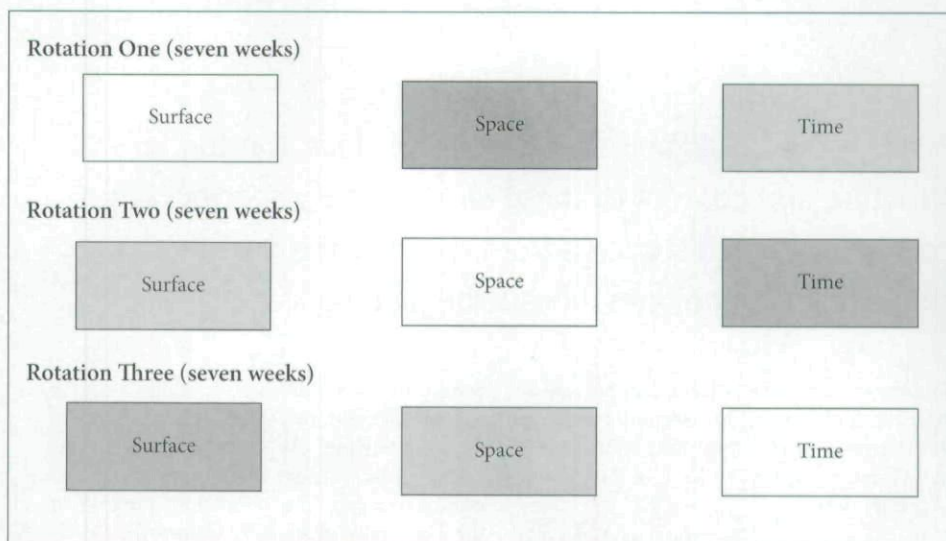 Rotation One (seven weeks)
Surface
Space
Time
Rotation Two (seven weeks)
Surface
Space
Time
Rotation Three (seven weeks)
Surface
Space
Time